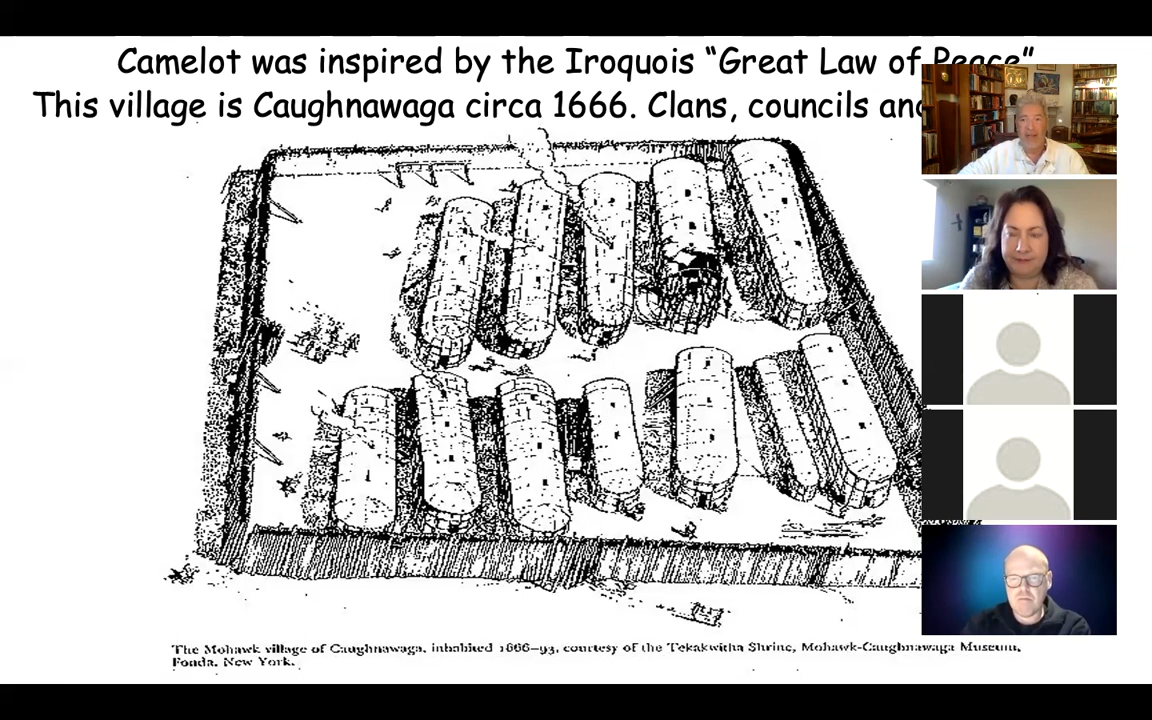 Camelot was inspired by the Iroquois “Great Law of Peace”
This village is Caughnawaga circa 1666. Clans, councils and
The Mohawk village of Caughnawaga, inhabited 1666–93, courtesy of the Tekakwitha Shrine, Mohawk-Caughnawaga Museum,
Fonda, New York.